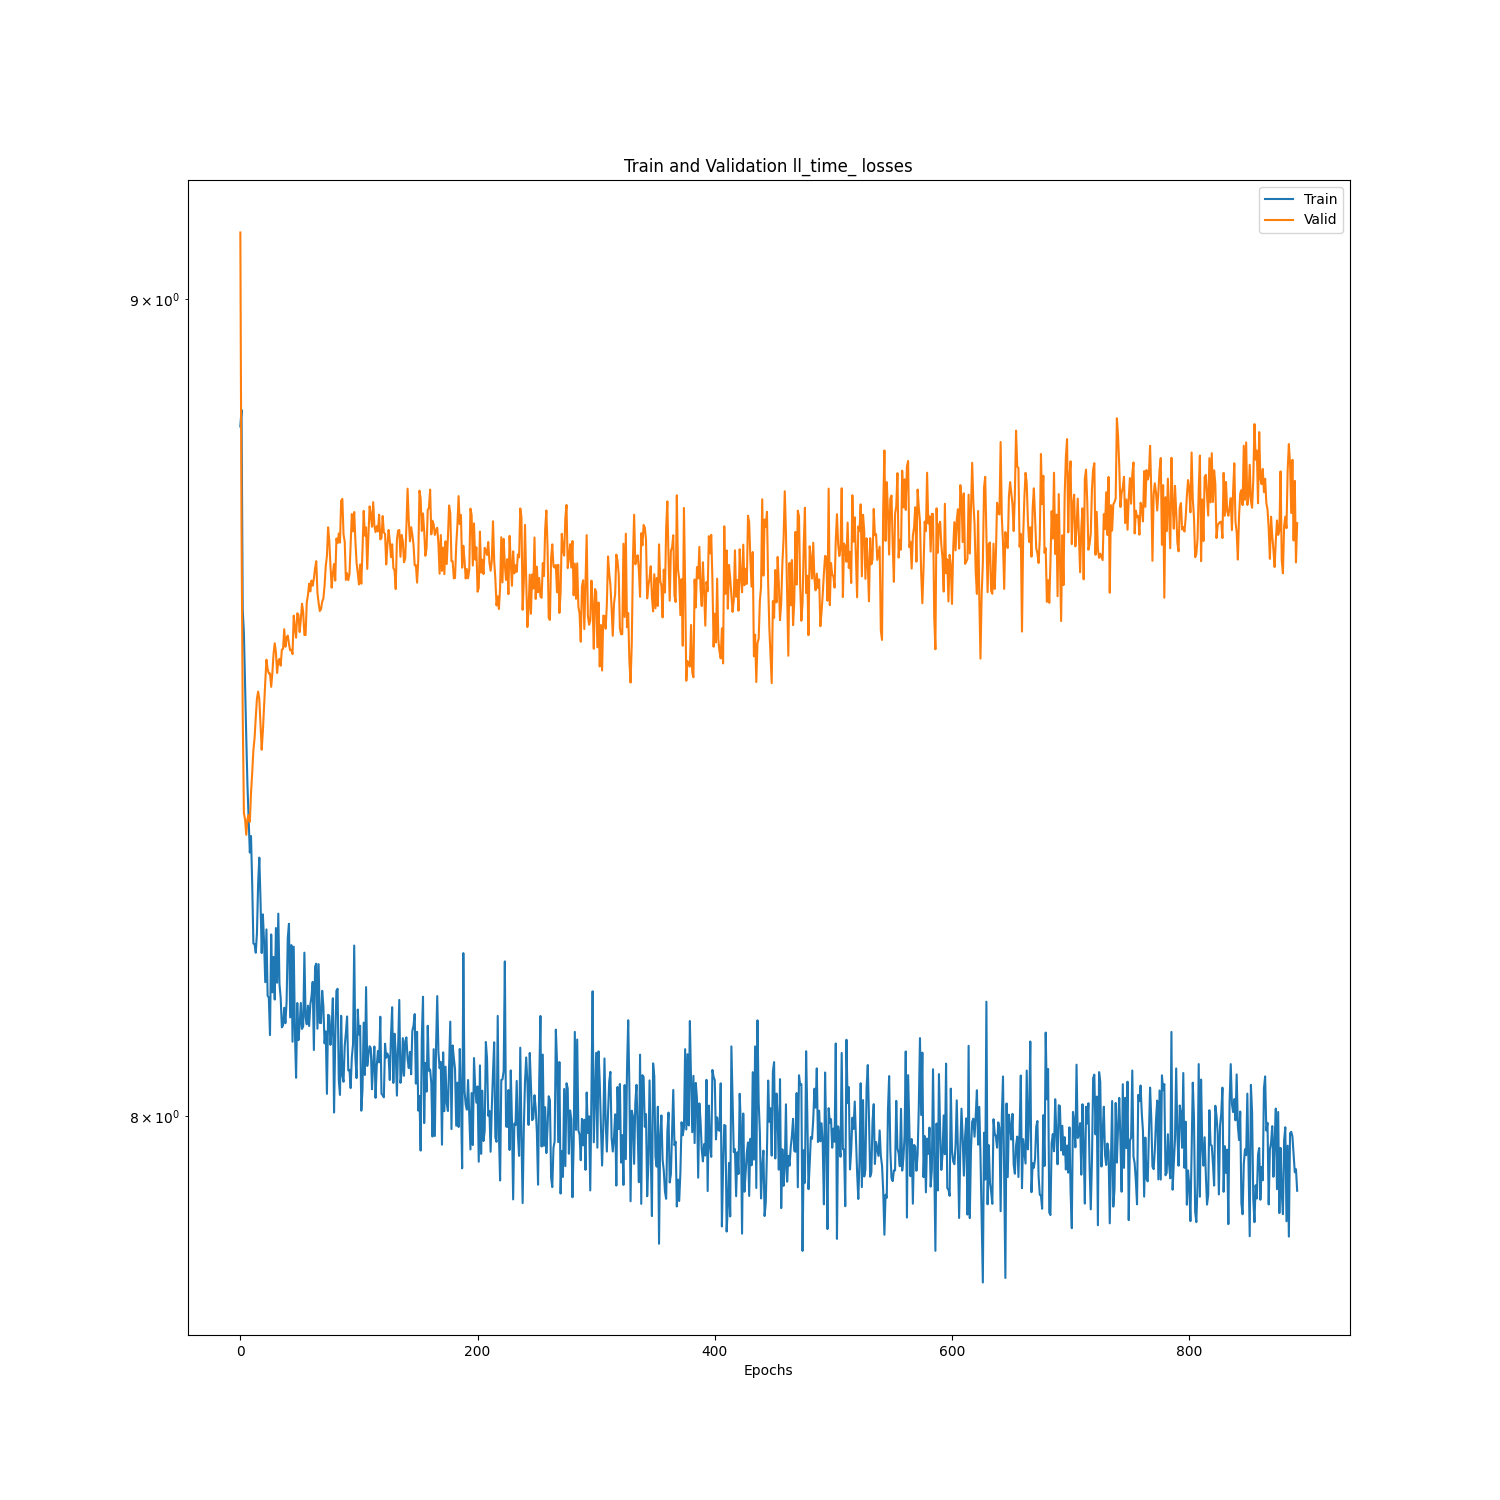 Train and Validation ll_time_ losses
Train
Valid
9 × 10⁰
8 × 10⁰
0 200 400 600 800
Epochs